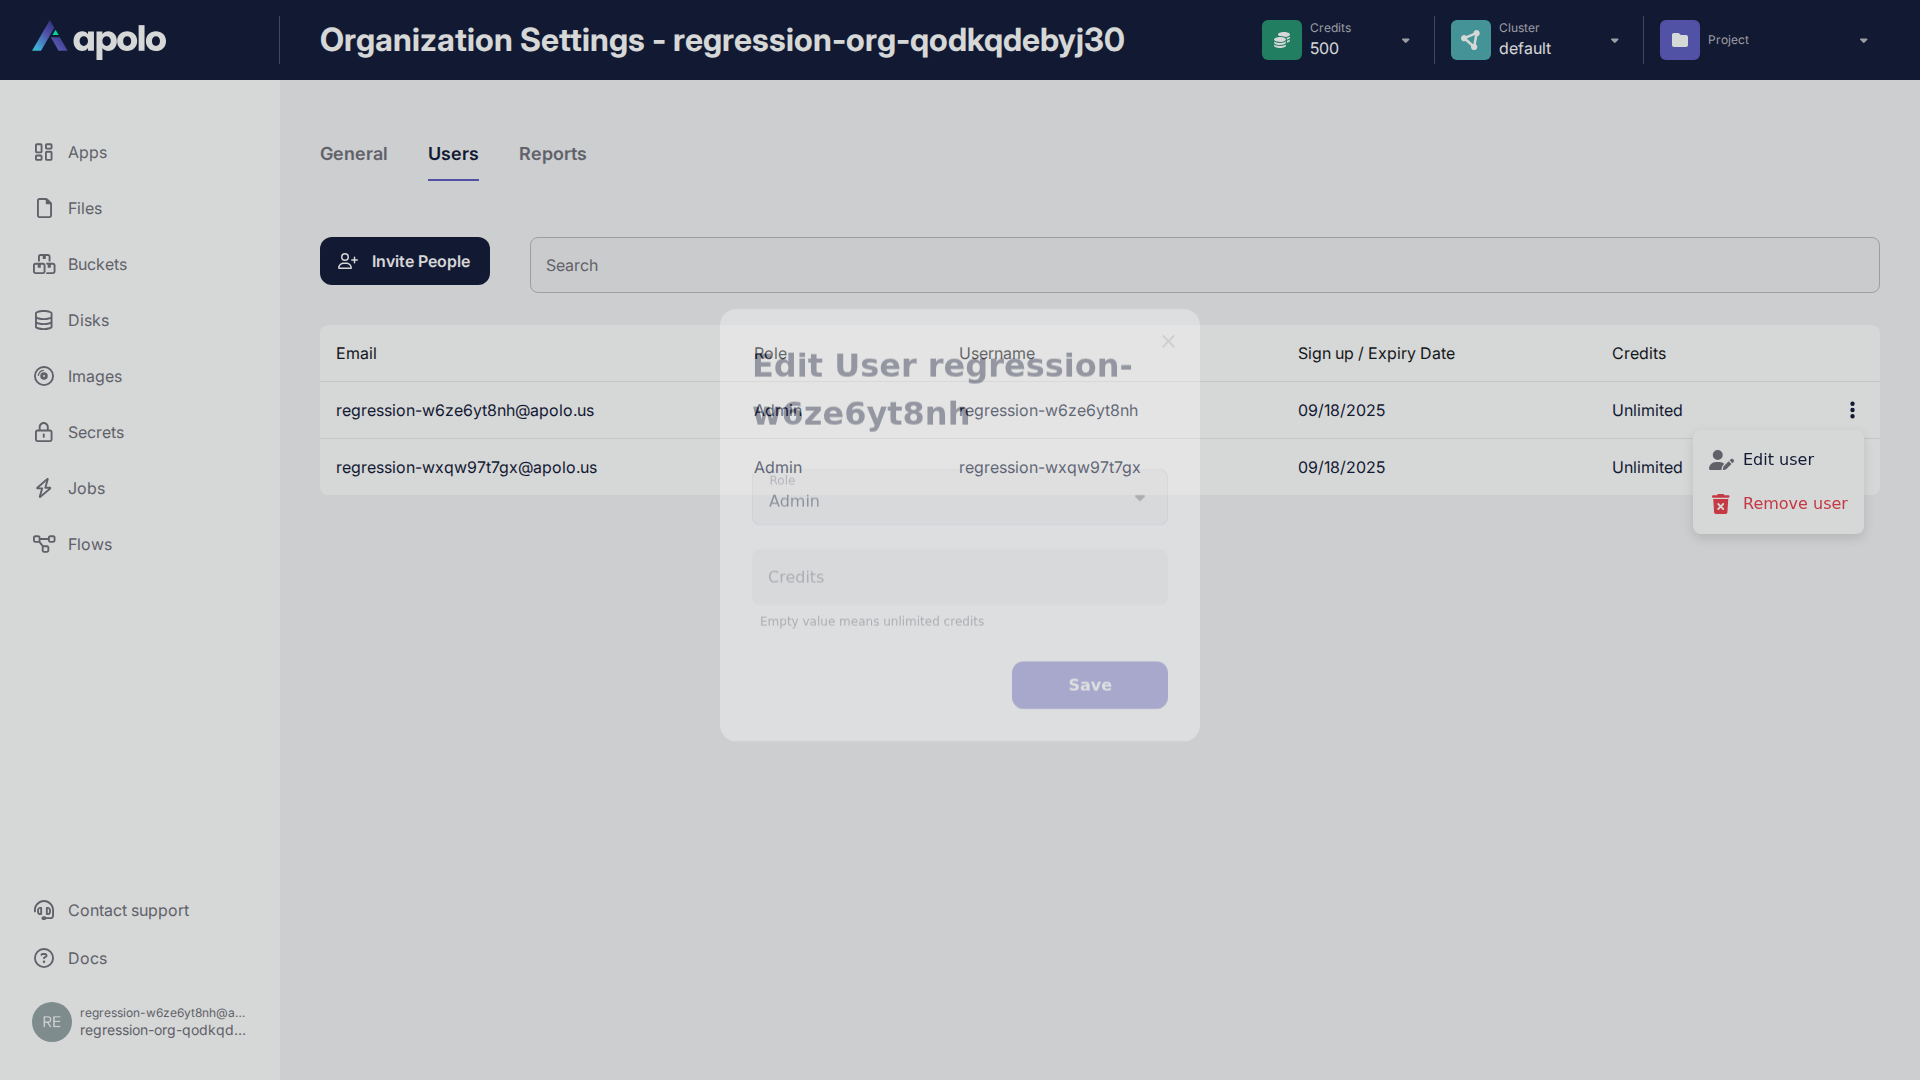 apolo
Organization Settings - regression-org-qodkqdebyj30
Credits
500
Cluster
default
Project
Apps
Files
Buckets
Disks
Images
Secrets
Jobs
Flows
Contact support
Docs
RE
regression-w6ze6yt8nh@a...
regression-org-qodkqd...
General Users Reports
Invite People
Search
Email Role Username Sign up / Expiry Date Credits
regression-w6ze6yt8nh@apolo.us Admin regression-w6ze6yt8nh 09/18/2025 Unlimited
regression-wxqw97t7gx@apolo.us Admin regression-wxqw97t7gx 09/18/2025 Unlimited
Edit user
Remove user
Edit User regression-
w6ze6yt8nh
Role
Admin
Credits
Empty value means unlimited credits
Save